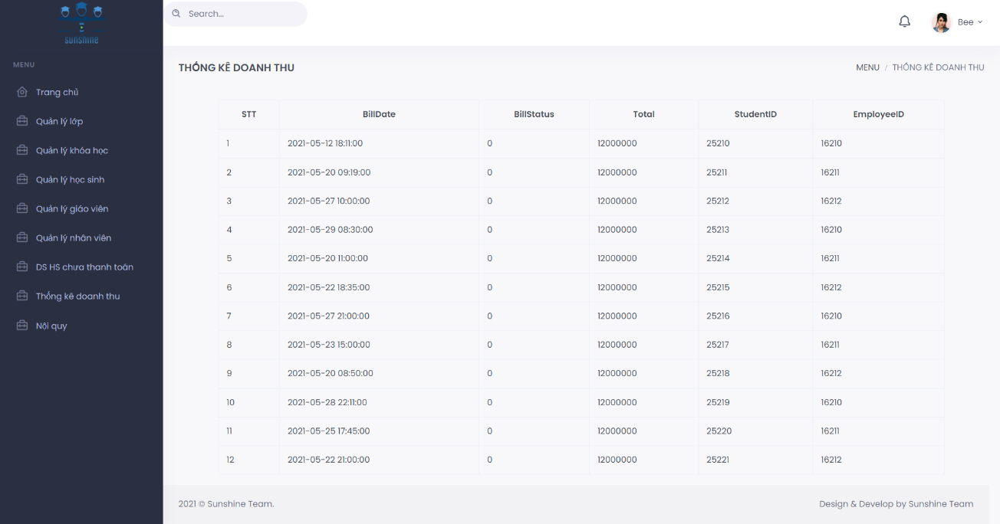 sunshine
MENU
Trang chủ
Quản lý lớp
Quản lý khóa học
Quản lý học sinh
Quản lý giáo viên
Quản lý nhân viên
DS HS chưa thanh toán
Thống kê doanh thu
Nội quy
Search...
Bee
THỐNG KÊ DOANH THU
MENU / THỐNG KÊ DOANH THU
STT BillDate BillStatus Total StudentID EmployeeID
1 2021-05-12 18:11:00 0 12000000 25210 16210
2 2021-05-20 09:19:00 0 12000000 25211 16211
3 2021-05-27 10:00:00 0 12000000 25212 16212
4 2021-05-29 08:30:00 0 12000000 25213 16210
5 2021-05-20 11:00:00 0 12000000 25214 16211
6 2021-05-22 18:35:00 0 12000000 25215 16212
7 2021-05-27 21:00:00 0 12000000 25216 16210
8 2021-05-23 15:00:00 0 12000000 25217 16211
9 2021-05-20 08:50:00 0 12000000 25218 16212
10 2021-05-28 22:11:00 0 12000000 25219 16210
11 2021-05-25 17:45:00 0 12000000 25220 16211
12 2021-05-22 21:00:00 0 12000000 25221 16212
2021 © Sunshine Team.
Design & Develop by Sunshine Team